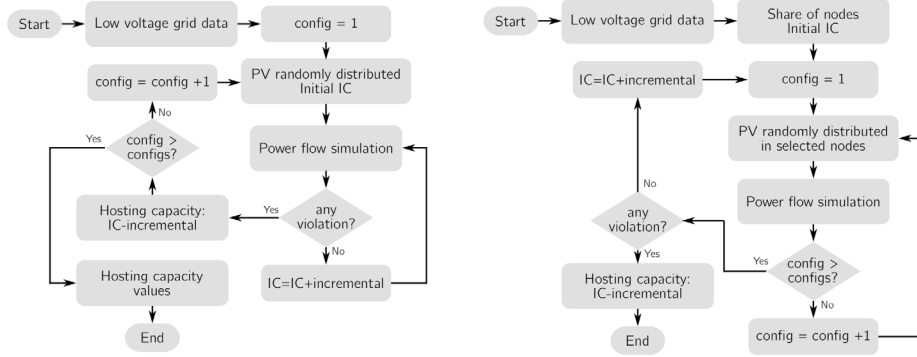 Start
Low voltage grid data
config = 1
config = config +1
PV randomly distributed
Initial IC
No
Yes
config >
configs?
Power flow simulation
Hosting capacity:
IC-incremental
Yes
any
violation?
No
Hosting capacity
values
IC=IC+incremental
End
Start
Low voltage grid data
Share of nodes
Initial IC
IC=IC+incremental
config = 1
PV randomly distributed
in selected nodes
No
Power flow simulation
any
violation?
Yes
Yes
config >
configs?
Hosting capacity:
IC-incremental
No
End
config = config +1